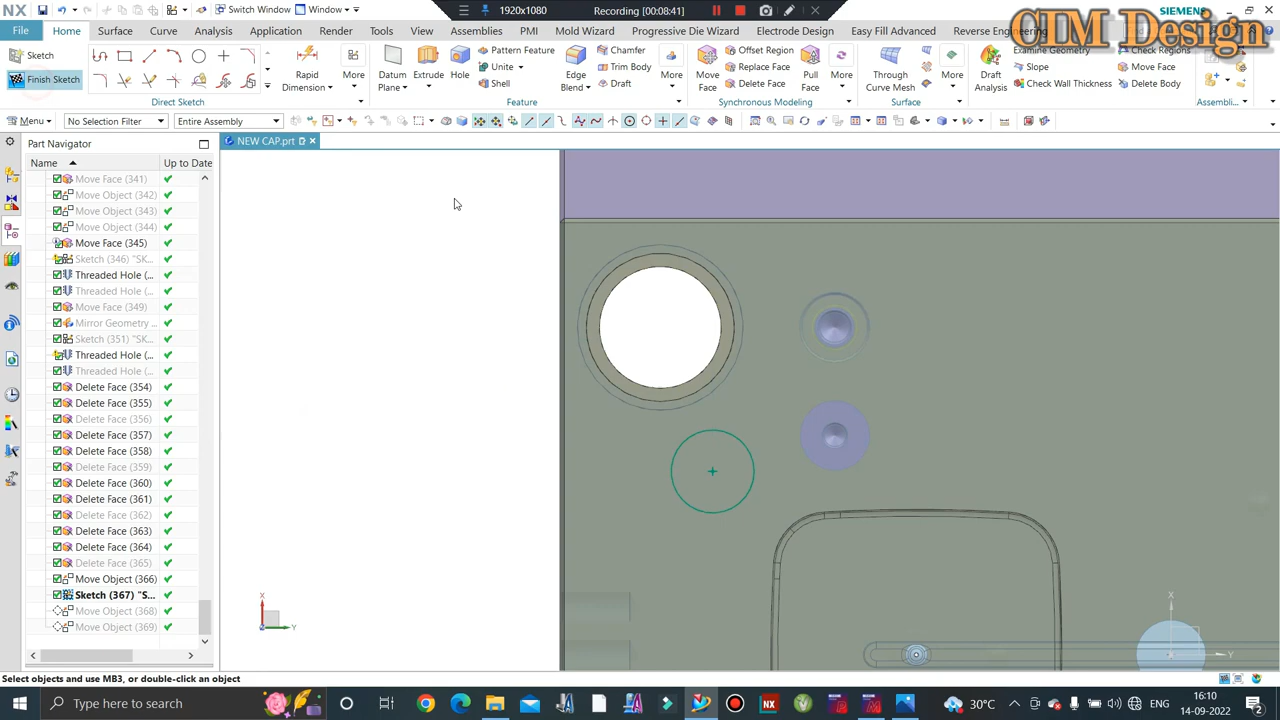 NX
Switch Window
Window
1920x1080
Recording [00:08:41]
SIEMENS
CIM Design
File
Home
Surface
Curve
Analysis
Application
Render
Tools
View
Assemblies
PMI
Mold Wizard
Progressive Die Wizard
Electrode Design
Easy Fill Advanced
Reverse Engineering
Sketch
Finish Sketch
Direct Sketch
Rapid Dimension
More
Datum Plane
Extrude
Hole
Pattern Feature
Unite
Shell
Edge Blend
Chamfer
Trim Body
Draft
More
Feature
Move Face
Offset Region
Replace Face
Delete Face
Pull Face
More
Synchronous Modeling
Through Curve Mesh
More
Surface
Draft Analysis
Examine Geometry
Slope
Check Wall Thickness
Check Regions
Move Face
Delete Body
Assembli...
Menu
No Selection Filter
Entire Assembly
Part Navigator
NEW CAP.prt
Name
Up to Date
Move Face (341)
Move Object (342)
Move Object (343)
Move Object (344)
Move Face (345)
Sketch (346) "SK...
Threaded Hole (...
Threaded Hole (...
Move Face (349)
Mirror Geometry ...
Sketch (351) "SK...
Threaded Hole (...
Threaded Hole (...
Delete Face (354)
Delete Face (355)
Delete Face (356)
Delete Face (357)
Delete Face (358)
Delete Face (359)
Delete Face (360)
Delete Face (361)
Delete Face (362)
Delete Face (363)
Delete Face (364)
Delete Face (365)
Move Object (366)
Sketch (367) "S...
Move Object (368)
Move Object (369)
X
Y
X
Y
Select objects and use MB3, or double-click an object
Type here to search
NX
30°C
ENG
16:10
14-09-2022
2